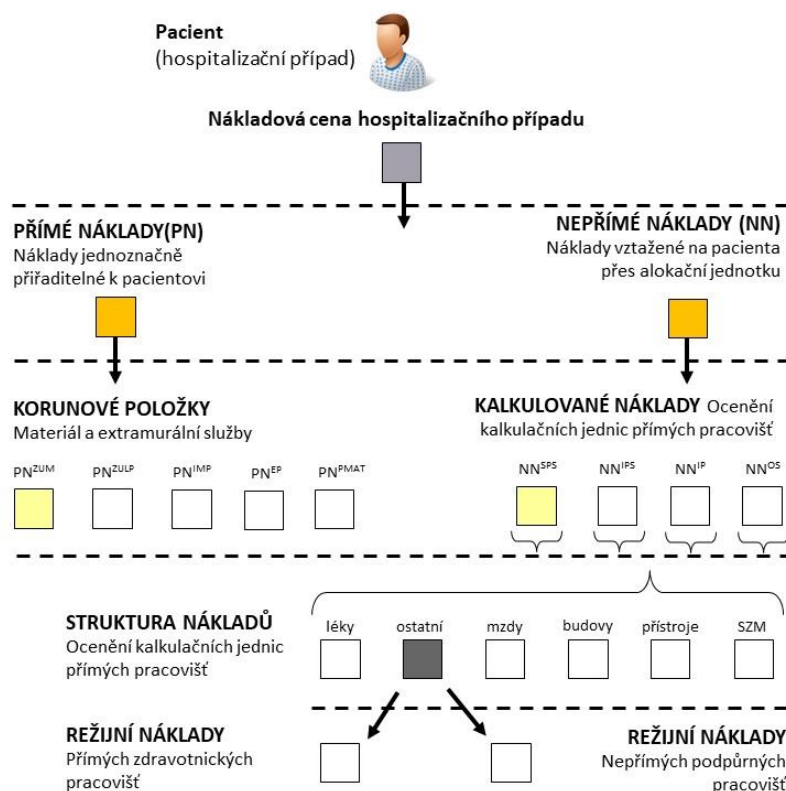 Pacient
(hospitalizační případ)
Nákladová cena hospitalizačního případu
PŘÍMÉ NÁKLADY(PN)
Náklady jednoznačně
přiřaditelné k pacientovi
NEPŘÍMÉ NÁKLADY (NN)
Náklady vztažené na pacienta
přes alokační jednotku
KORUNOVÉ POLOŽKY
Materiál a extramurální služby
KALKULOVANÉ NÁKLADY Ocenění
kalkulačních jednic přímých pracovišť
PN^ZUM PN^ZULP PN^IMP PN^EP PN^PMAT
NN^SPS NN^IPS NN^IP NN^OS
STRUKTURA NÁKLADŮ
Ocenění kalkulačních jednic
přímých pracovišť
léky ostatní mzdy budovy přístroje SZM
REŽIJNÍ NÁKLADY
Přímých zdravotnických
pracovišť
REŽIJNÍ NÁKLADY
Nepřímých podpůrných
pracovišť